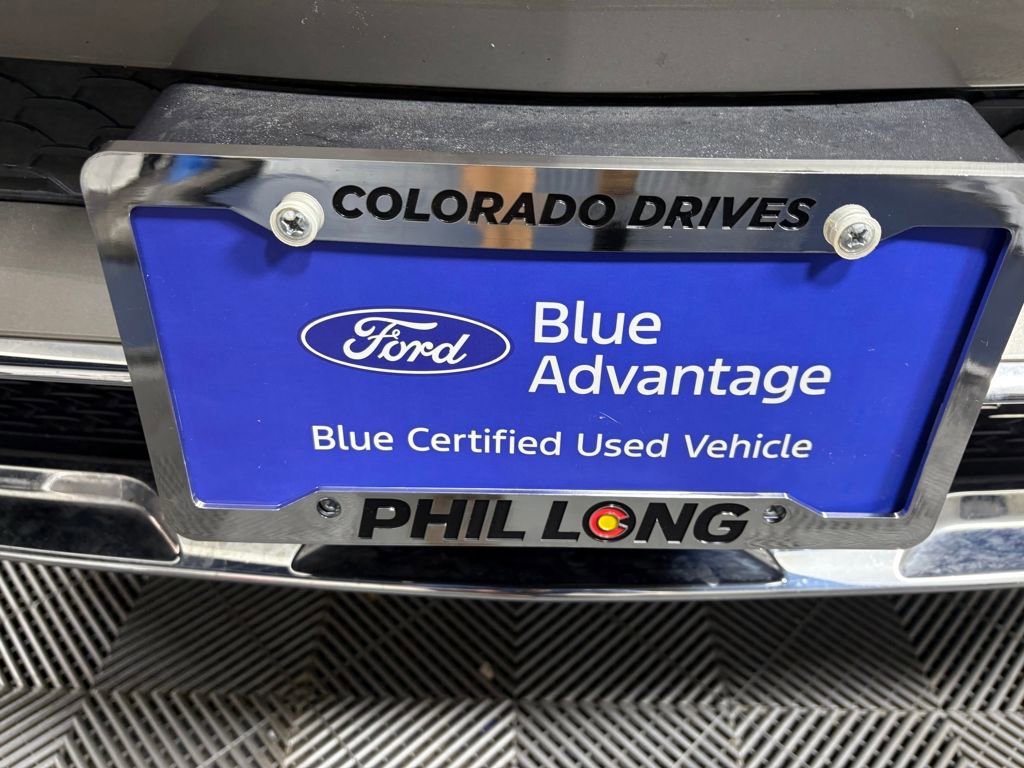 COLORADO DRIVES
Ford
Blue
Advantage
Blue Certified Used Vehicle
PHIL LONG